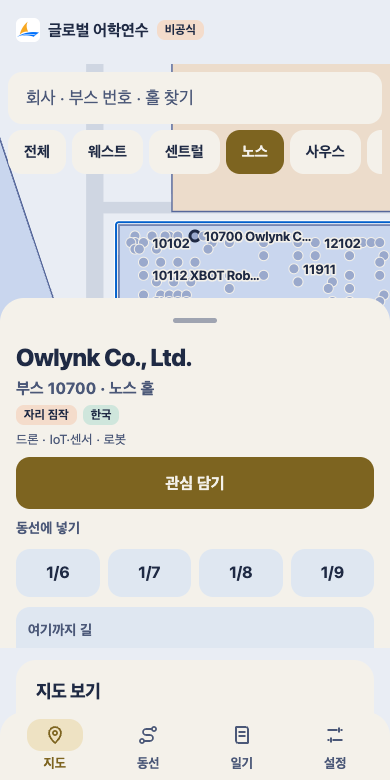 글로벌 어학연수 비공식
회사 · 부스 번호 · 홀 찾기
전체 웨스트 센트럴 노스 사우스
10102 10700 Owlynk C... 12102
10112 XBOT Rob... 11911
Owlynk Co., Ltd.
부스 10700 · 노스 홀
자리 짐작 한국
드론 · IoT·센서 · 로봇
관심 담기
동선에 넣기
1/6 1/7 1/8 1/9
여기까지 길
지도 보기
지도 동선 일기 설정